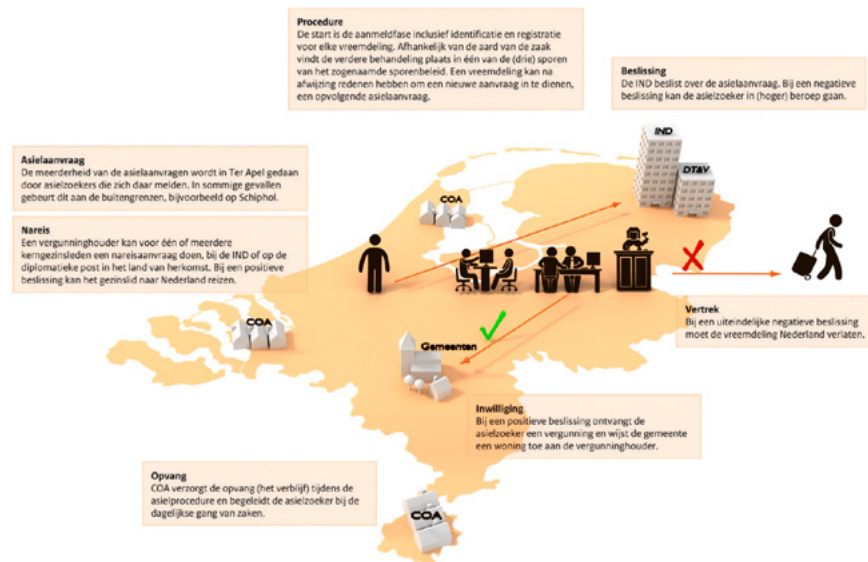 Procedure
De start is de aanmeldfase inclusief identificatie en registratie
voor elke vreemdeling. Afhankelijk van de aard van de zaak
vindt de verdere behandeling plaats in één van de (drie) sporen
van het zogenaamde sporenbeleid. Een vreemdeling kan na
afwijzing redenen hebben om een nieuwe aanvraag in te dienen,
een opvolgende asielaanvraag.
Beslissing
De IND beslist over de asielaanvraag. Bij een negatieve
beslissing kan de asielzoeker in (hoger) beroep gaan.
IND
DT&V
Asielaanvraag
De meerderheid van de asielaanvragen wordt in Ter Apel gedaan
door asielzoekers die zich daar melden. In sommige gevallen
gebeurt dit aan de buitengrenzen, bijvoorbeeld op Schiphol.
COA
Nareis
Een vergunninghouder kan voor één of meerdere
kerngezinsleden een nareisaanvraag doen, bij de IND of op de
diplomatieke post in het land van herkomst. Bij een positieve
beslissing kan het gezinslid naar Nederland reizen.
COA
Vertrek
Bij een uiteindelijke negatieve beslissing
moet de vreemdeling Nederland verlaten.
Gemeenten
Inwilliging
Bij een positieve beslissing ontvangt de
asielzoeker een vergunning en wijst de gemeente
een woning toe aan de vergunninghouder.
Opvang
COA verzorgt de opvang (het verblijf) tijdens de
asielprocedure en begeleidt de asielzoeker bij de
dagelijkse gang van zaken.
COA